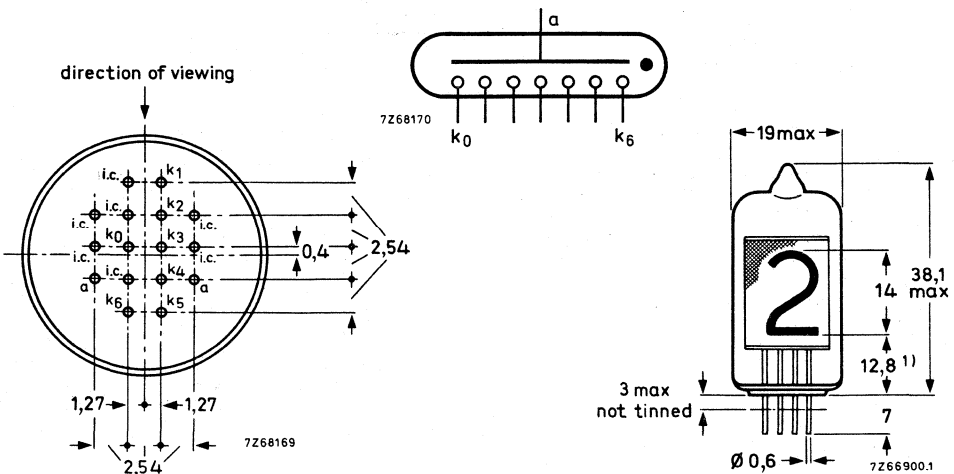 direction of viewing
a
7Z68170
k0
k6
i.c. k1
i.c. k2
i.c. i.c.
k0 k3
i.c. i.c.
i.c. k4
a a
k6 k5
0,4
2,54
1,27 1,27
2,54
7Z68169
19 max
2
14
38,1
max
12,8 1)
3 max
not tinned
7
Ø 0,6
7Z66900.1